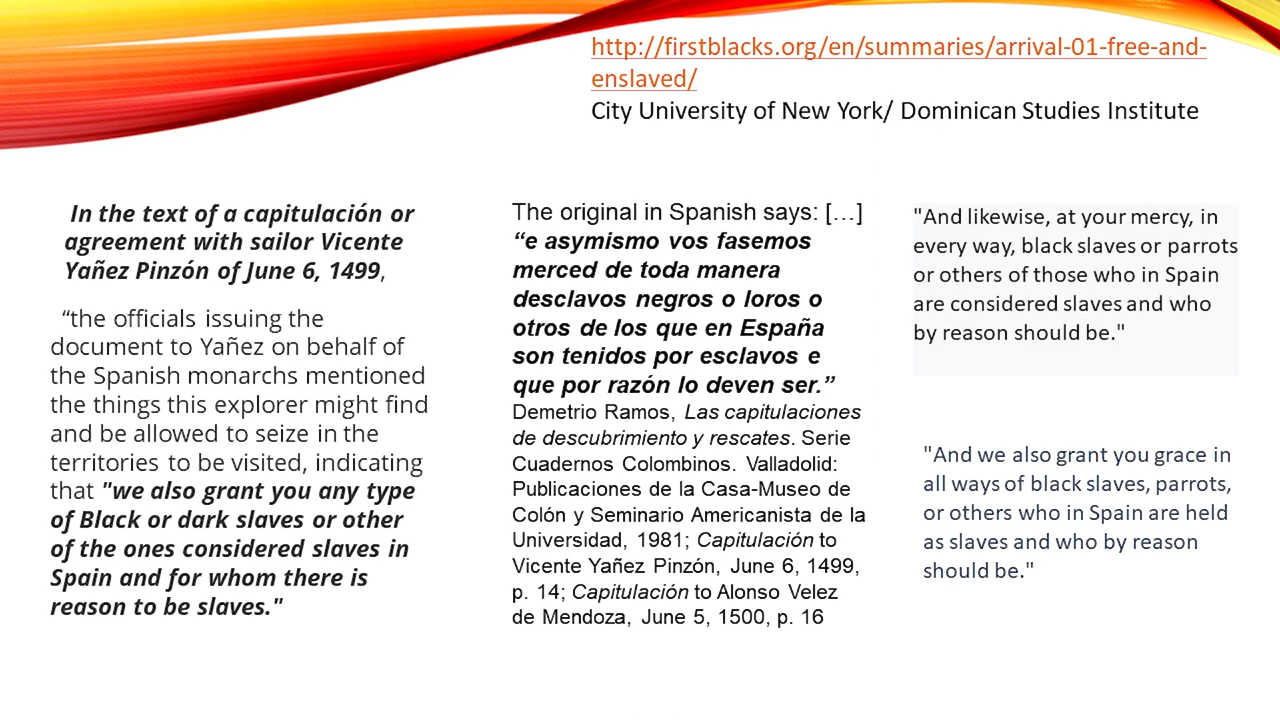 http://firstblacks.org/en/summaries/arrival-01-free-and-
enslaved/
City University of New York/ Dominican Studies Institute
In the text of a capitulación or
agreement with sailor Vicente
Yañez Pinzón of June 6, 1499,
“the officials issuing the
document to Yañez on behalf of
the Spanish monarchs mentioned
the things this explorer might find
and be allowed to seize in the
territories to be visited, indicating
that "we also grant you any type
of Black or dark slaves or other
of the ones considered slaves in
Spain and for whom there is
reason to be slaves."
The original in Spanish says: […]
“e asymismo vos fasemos
merced de toda manera
desclavos negros o loros o
otros de los que en España
son tenidos por esclavos e
que por razón lo deven ser.”
Demetrio Ramos, Las capitulaciones
de descubrimiento y rescates. Serie
Cuadernos Colombinos. Valladolid:
Publicaciones de la Casa-Museo de
Colón y Seminario Americanista de la
Universidad, 1981; Capitulación to
Vicente Yañez Pinzón, June 6, 1499,
p. 14; Capitulación to Alonso Velez
de Mendoza, June 5, 1500, p. 16
"And likewise, at your mercy, in
every way, black slaves or parrots
or others of those who in Spain
are considered slaves and who
by reason should be."
"And we also grant you grace in
all ways of black slaves, parrots,
or others who in Spain are held
as slaves and who by reason
should be."